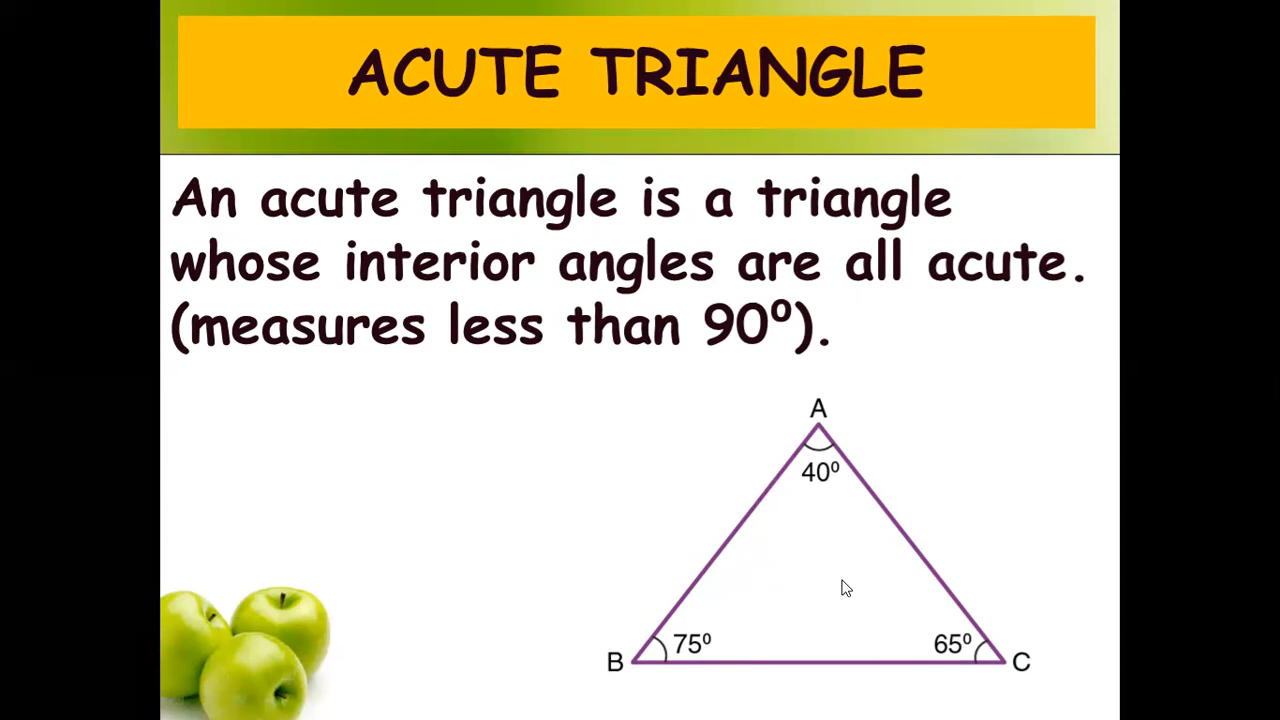 ACUTE TRIANGLE
An acute triangle is a triangle
whose interior angles are all acute.
(measures less than 90⁰).
A
40⁰
75⁰
65⁰
B
C